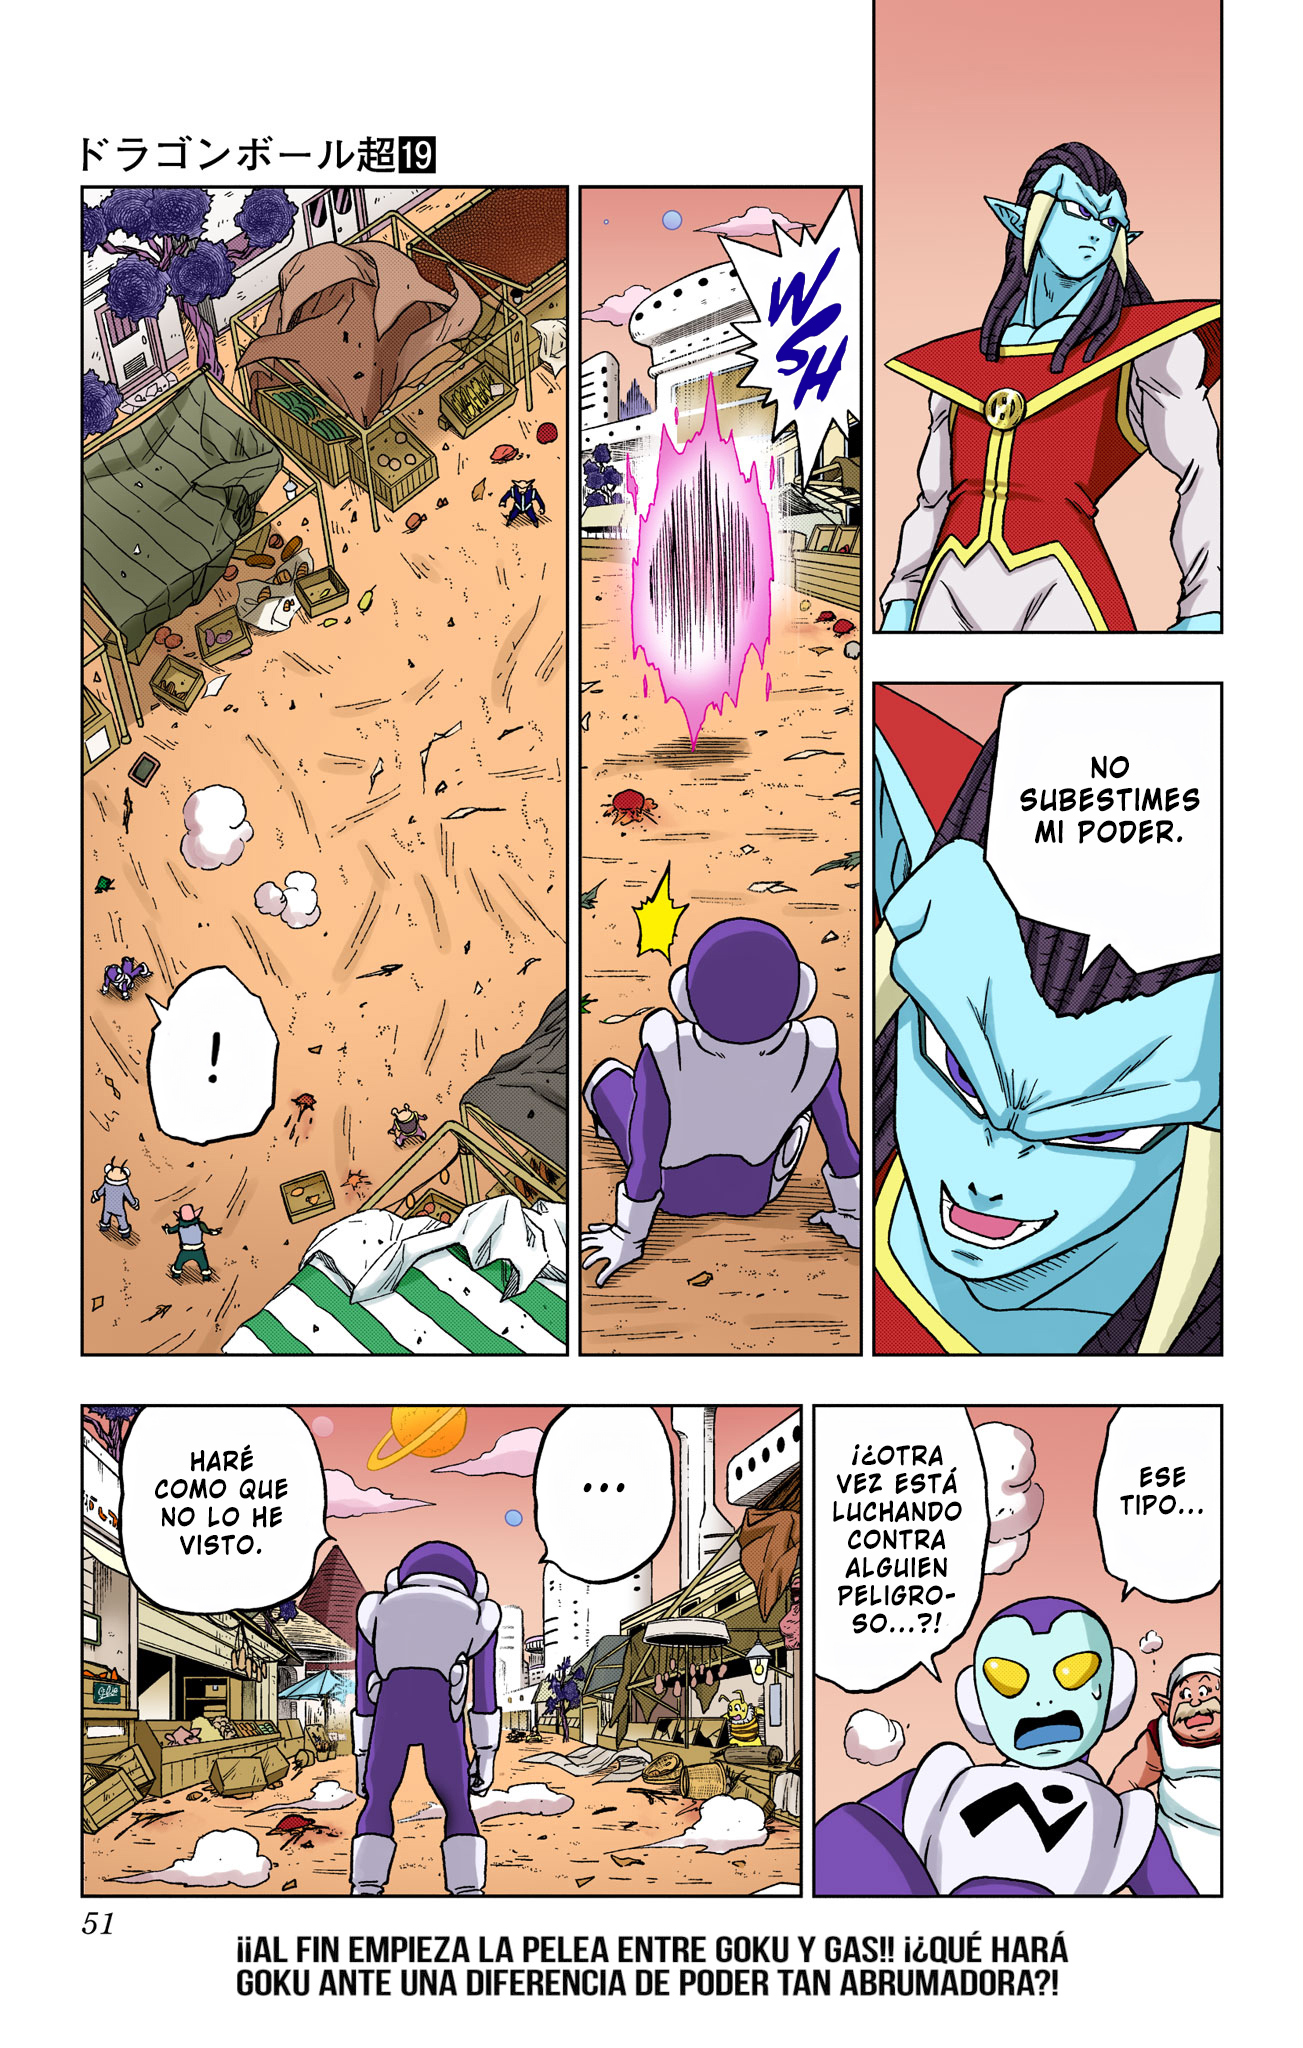 ドラゴンボール超19
NO
SUBESTIMES
MI PODER.
WSH
!
ESE
TIPO...
¡¿OTRA
VEZ ESTÁ
LUCHANDO
CONTRA
ALGUIEN
PELIGRO-
SO...?!
...
HARÉ
COMO QUE
NO LO HE
VISTO.
51
¡¡AL FIN EMPIEZA LA PELEA ENTRE GOKU Y GAS!! ¡¿QUÉ HARÁ
GOKU ANTE UNA DIFERENCIA DE PODER TAN ABRUMADORA?!